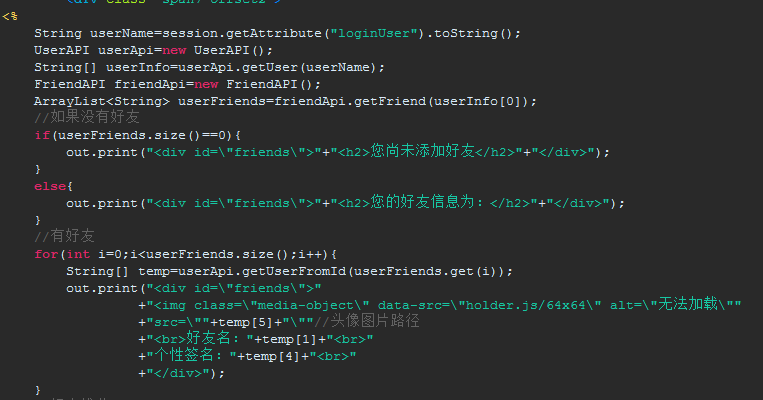 <div class="span7 offset2">
<%
String userName=session.getAttribute("loginUser").toString();
UserAPI userApi=new UserAPI();
String[] userInfo=userApi.getUser(userName);
FriendAPI friendApi=new FriendAPI();
ArrayList<String> userFriends=friendApi.getFriend(userInfo[0]);
//如果没有好友
if(userFriends.size()==0){
out.print("<div id=\"friends\">"+"<h2>您尚未添加好友</h2>"+"</div>");
}
else{
out.print("<div id=\"friends\">"+"<h2>您的好友信息为：</h2>"+"</div>");
}
//有好友
for(int i=0;i<userFriends.size();i++){
String[] temp=userApi.getUserFromId(userFriends.get(i));
out.print("<div id=\"friends\">"
+"<img class=\"media-object\" data-src=\"holder.js/64x64\" alt=\"无法加载\""
+"src=\""+temp[5]+"\""//头像图片路径
+"<br>好友名："+temp[1]+"<br>"
+"个性签名："+temp[4]+"<br>"
+"</div>");
}